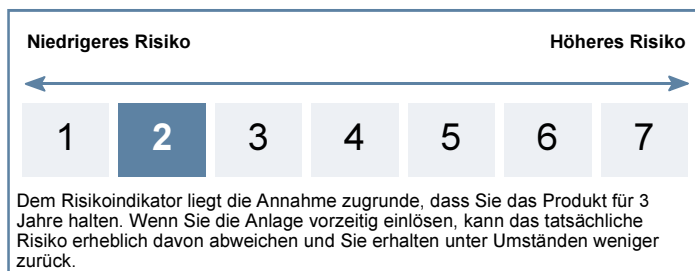 Niedrigeres Risiko Höheres Risiko
1 2 3 4 5 6 7
Dem Risikoindikator liegt die Annahme zugrunde, dass Sie das Produkt für 3
Jahre halten. Wenn Sie die Anlage vorzeitig einlösen, kann das tatsächliche
Risiko erheblich davon abweichen und Sie erhalten unter Umständen weniger
zurück.